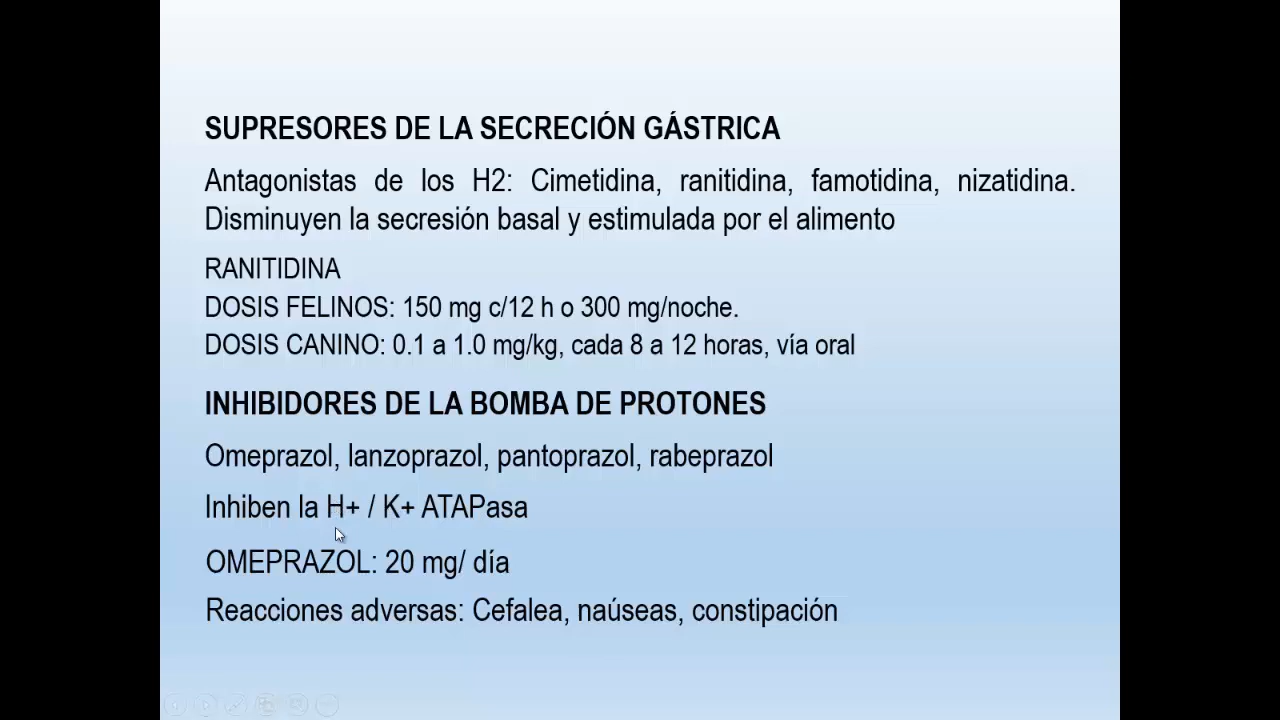 SUPRESORES DE LA SECRECIÓN GÁSTRICA
Antagonistas de los H2: Cimetidina, ranitidina, famotidina, nizatidina.
Disminuyen la secresión basal y estimulada por el alimento
RANITIDINA
DOSIS FELINOS: 150 mg c/12 h o 300 mg/noche.
DOSIS CANINO: 0.1 a 1.0 mg/kg, cada 8 a 12 horas, vía oral
INHIBIDORES DE LA BOMBA DE PROTONES
Omeprazol, lanzoprazol, pantoprazol, rabeprazol
Inhiben la H+ / K+ ATAPasa
OMEPRAZOL: 20 mg/ día
Reacciones adversas: Cefalea, naúseas, constipación